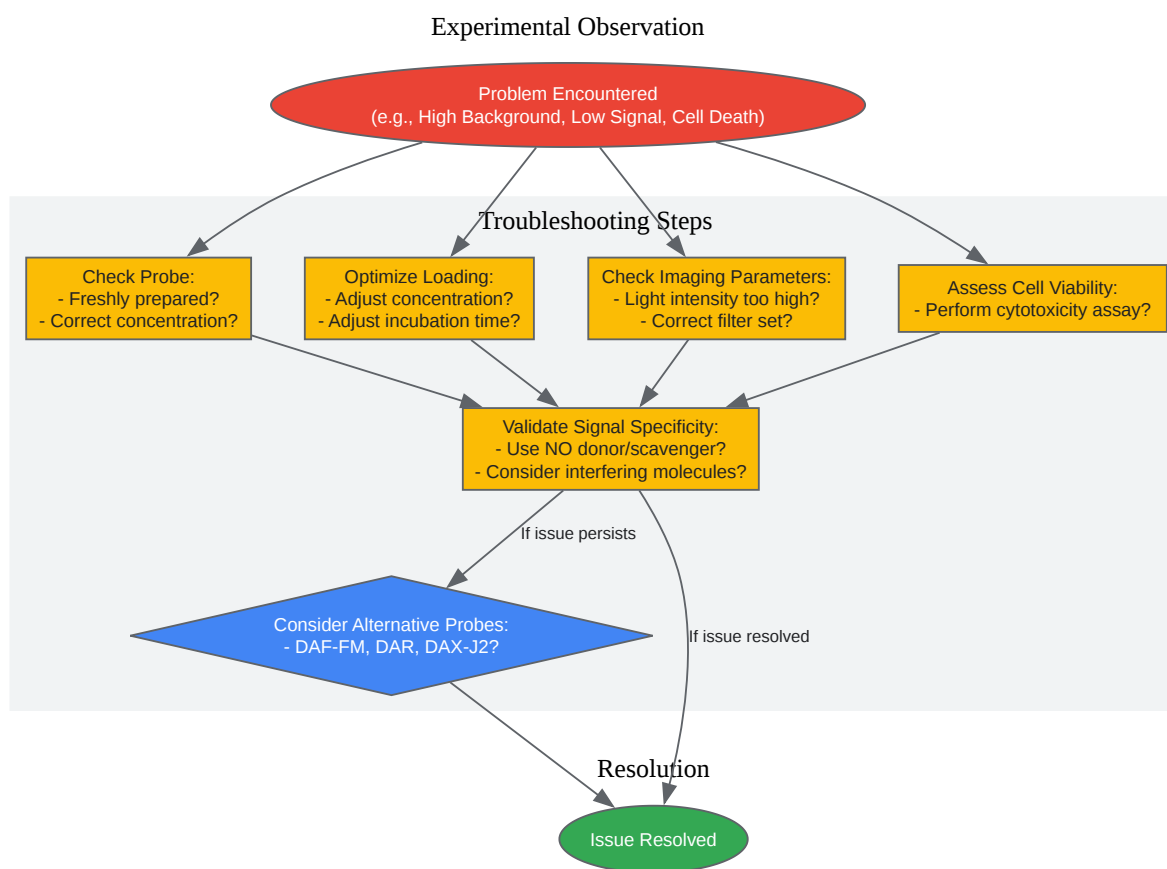 Experimental Observation
Problem Encountered
(e.g., High Background, Low Signal, Cell Death)
Troubleshooting Steps
Check Probe:
- Freshly prepared?
- Correct concentration?
Optimize Loading:
- Adjust concentration?
- Adjust incubation time?
Check Imaging Parameters:
- Light intensity too high?
- Correct filter set?
Assess Cell Viability:
- Perform cytotoxicity assay?
Validate Signal Specificity:
- Use NO donor/scavenger?
- Consider interfering molecules?
If issue persists
Consider Alternative Probes:
- DAF-FM, DAR, DAX-J2?
If issue resolved
Resolution
Issue Resolved